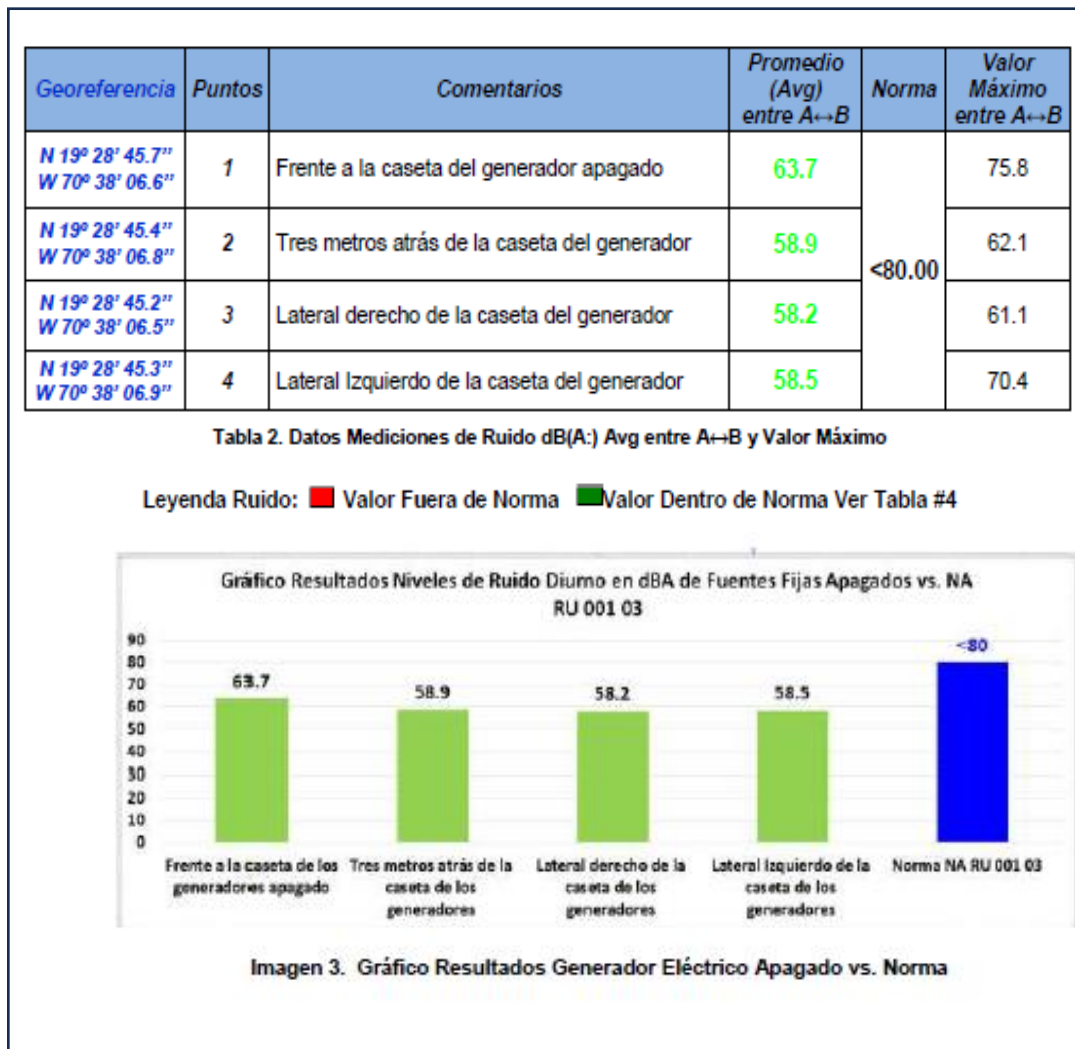 Georeferencia Puntos Comentarios Promedio (Avg) entre A↔B Norma Valor Máximo entre A↔B
N 19º 28' 45.7” W 70º 38' 06.6” 1 Frente a la caseta del generador apagado 63.7 <80.00 75.8
N 19º 28' 45.4” W 70º 38' 06.8” 2 Tres metros atrás de la caseta del generador 58.9 62.1
N 19º 28' 45.2” W 70º 38' 06.5” 3 Lateral derecho de la caseta del generador 58.2 61.1
N 19º 28' 45.3” W 70º 38' 06.9” 4 Lateral Izquierdo de la caseta del generador 58.5 70.4
Tabla 2. Datos Mediciones de Ruido dB(A:) Avg entre A↔B y Valor Máximo
Leyenda Ruido: Valor Fuera de Norma Valor Dentro de Norma Ver Tabla #4
Gráfico Resultados Niveles de Ruido Diurno en dBA de Fuentes Fijas Apagados vs. NA
RU 001 03
90
80
70
60
50
40
30
20
10
0
63.7
58.9
58.2
58.5
<80
Frente a la caseta de los
generadores apagado
Tres metros atrás de la
caseta de los
generadores
Lateral derecho de la
caseta de los
generadores
Lateral Izquierdo de la
caseta de los
generadores
Norma NA RU 001 03
Imagen 3. Gráfico Resultados Generador Eléctrico Apagado vs. Norma